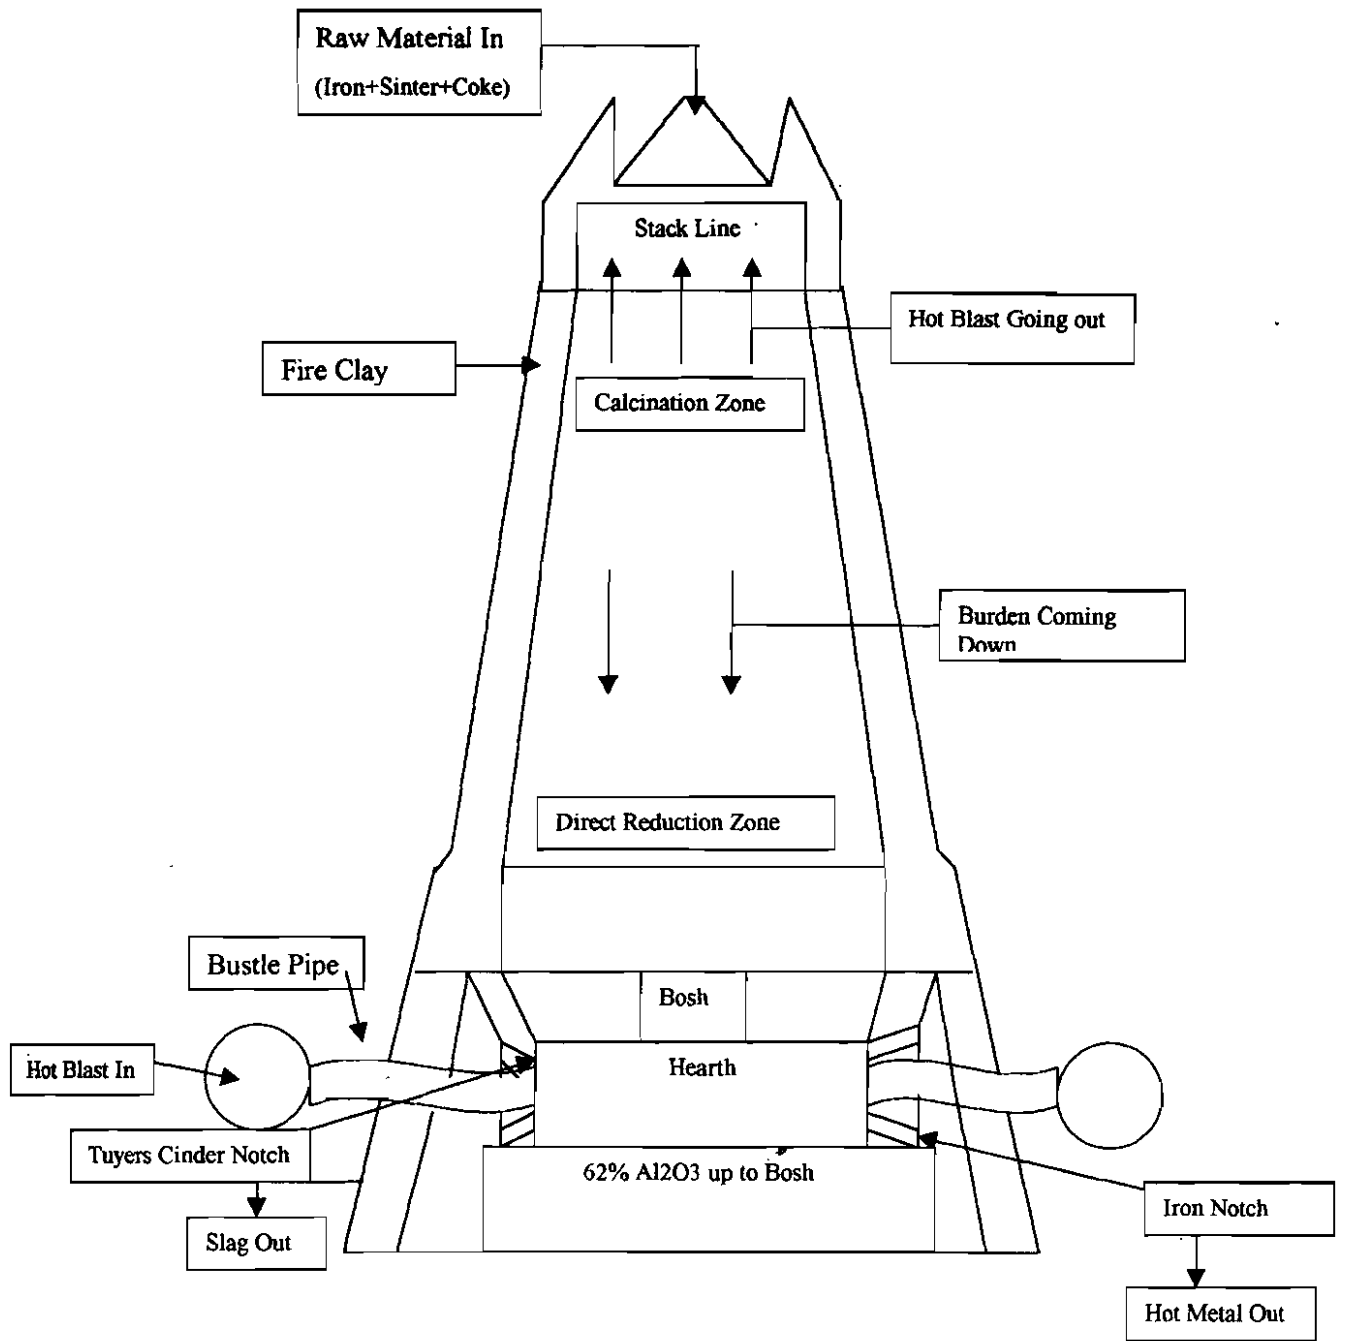 Raw Material In
(Iron+Sinter+Coke)
Stack Line
Hot Blast Going out
Fire Clay
Calcination Zone
Burden Coming
Down
Direct Reduction Zone
Bustle Pipe
Bosh
Hot Blast In
Hearth
Tuyers Cinder Notch
62% Al2O3 up to Bosh
Iron Notch
Slag Out
Hot Metal Out